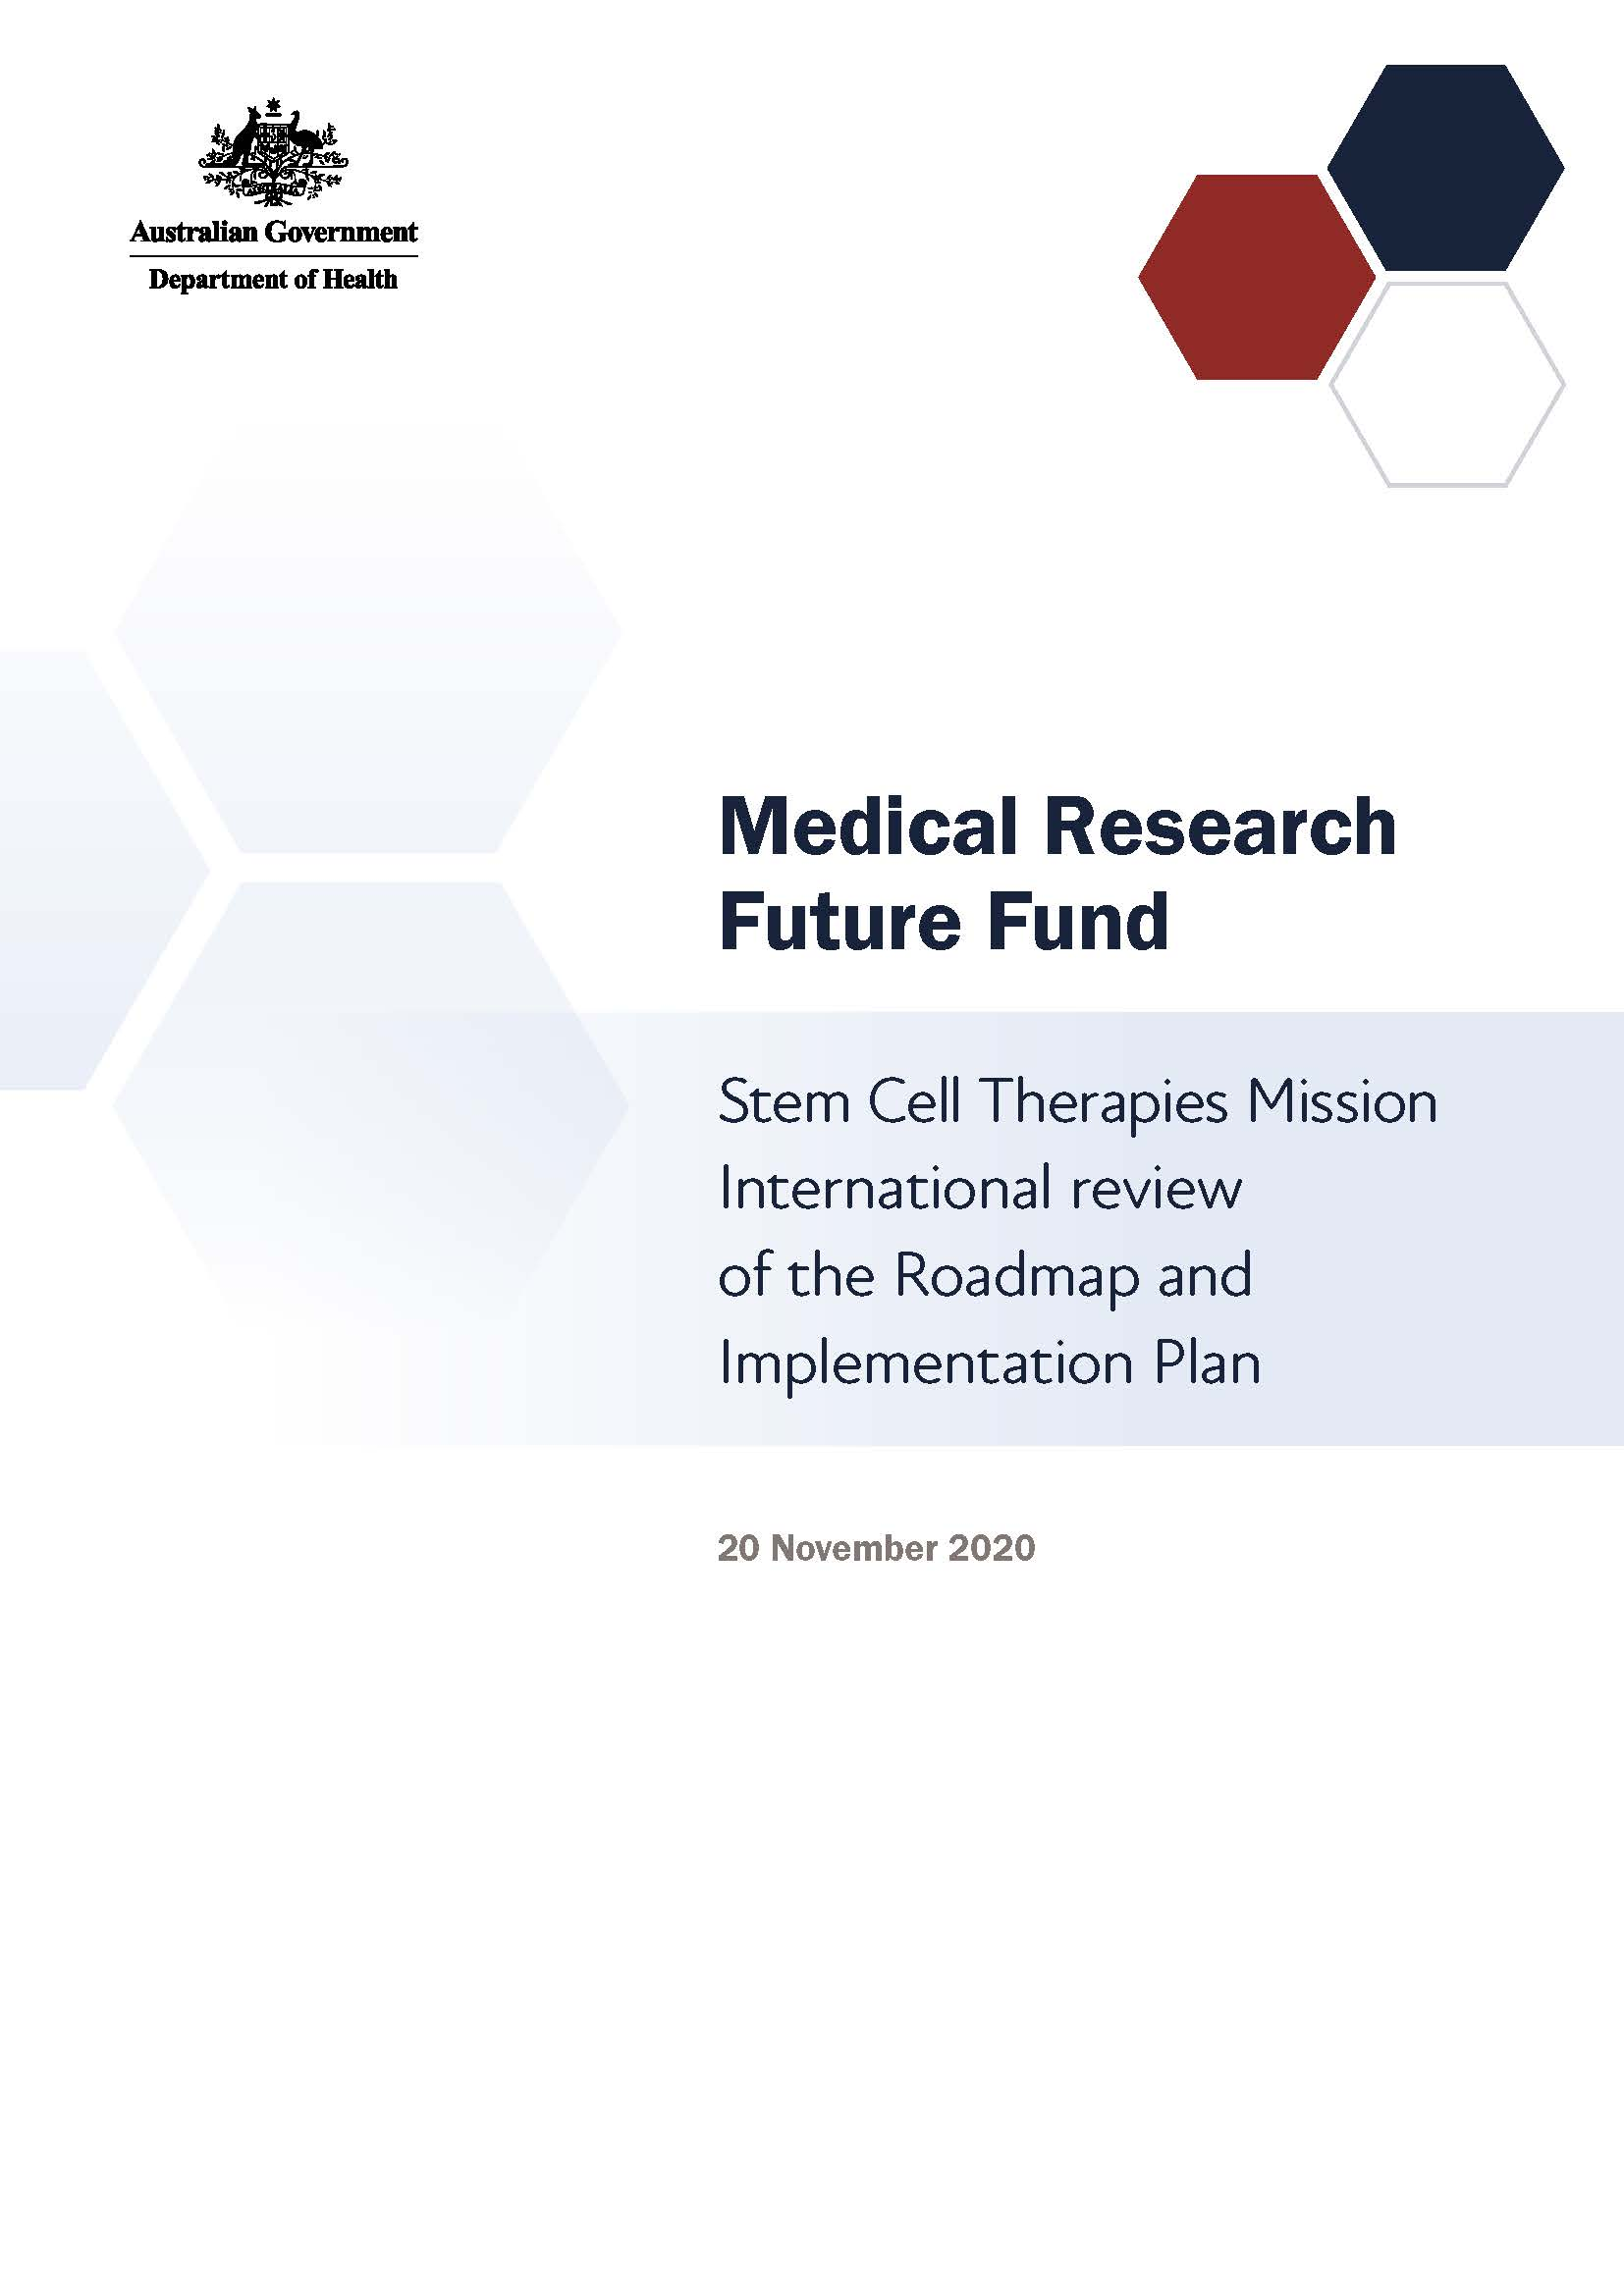 Australian Government
Department of Health
Medical Research
Future Fund
Stem Cell Therapies Mission
International review
of the Roadmap and
Implementation Plan
20 November 2020